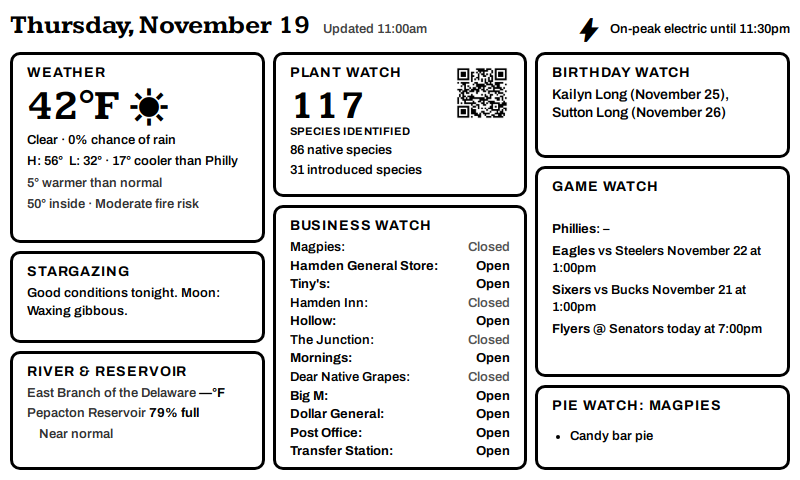 Thursday, November 19 Updated 11:00am
On-peak electric until 11:30pm
WEATHER
42°F
Clear · 0% chance of rain
H: 56° L: 32° · 17° cooler than Philly
5° warmer than normal
50° inside · Moderate fire risk
STARGAZING
Good conditions tonight. Moon:
Waxing gibbous.
RIVER & RESERVOIR
East Branch of the Delaware —°F
Pepacton Reservoir 79% full
Near normal
PLANT WATCH
117
SPECIES IDENTIFIED
86 native species
31 introduced species
BUSINESS WATCH
Magpies: Closed
Hamden General Store: Open
Tiny's: Open
Hamden Inn: Closed
Hollow: Open
The Junction: Closed
Mornings: Open
Dear Native Grapes: Closed
Big M: Open
Dollar General: Open
Post Office: Open
Transfer Station: Open
BIRTHDAY WATCH
Kailyn Long (November 25),
Sutton Long (November 26)
GAME WATCH
Phillies: –
Eagles vs Steelers November 22 at
1:00pm
Sixers vs Bucks November 21 at
1:00pm
Flyers @ Senators today at 7:00pm
PIE WATCH: MAGPIES
• Candy bar pie